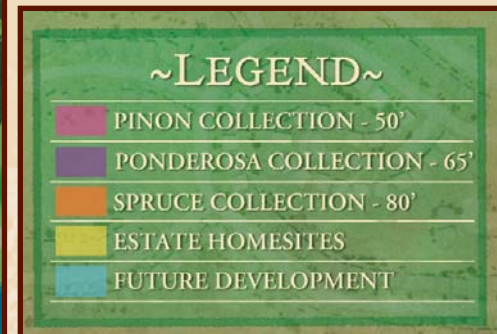 ~LEGEND~
PINON COLLECTION - 50'
PONDEROSA COLLECTION - 65'
SPRUCE COLLECTION - 80'
ESTATE HOMESITES
FUTURE DEVELOPMENT